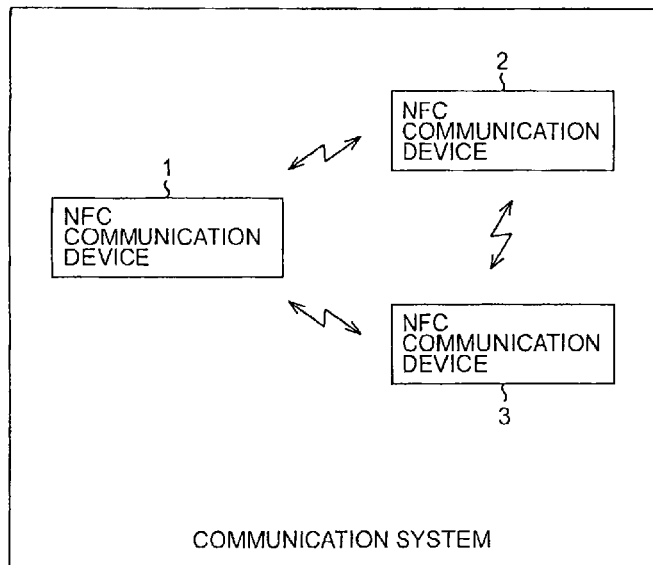 1
NFC
COMMUNICATION
DEVICE
2
NFC
COMMUNICATION
DEVICE
NFC
COMMUNICATION
DEVICE
3
COMMUNICATION SYSTEM